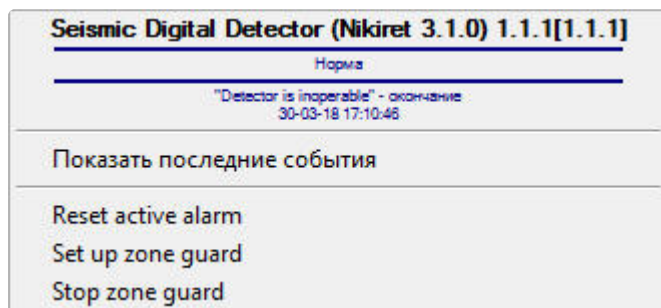 Seismic Digital Detector (Nikiret 3.1.0) 1.1.1[1.1.1]
Норма
"Detector is inoperable" - окончание
30-03-18 17:10:46
Показать последние события
Reset active alarm
Set up zone guard
Stop zone guard